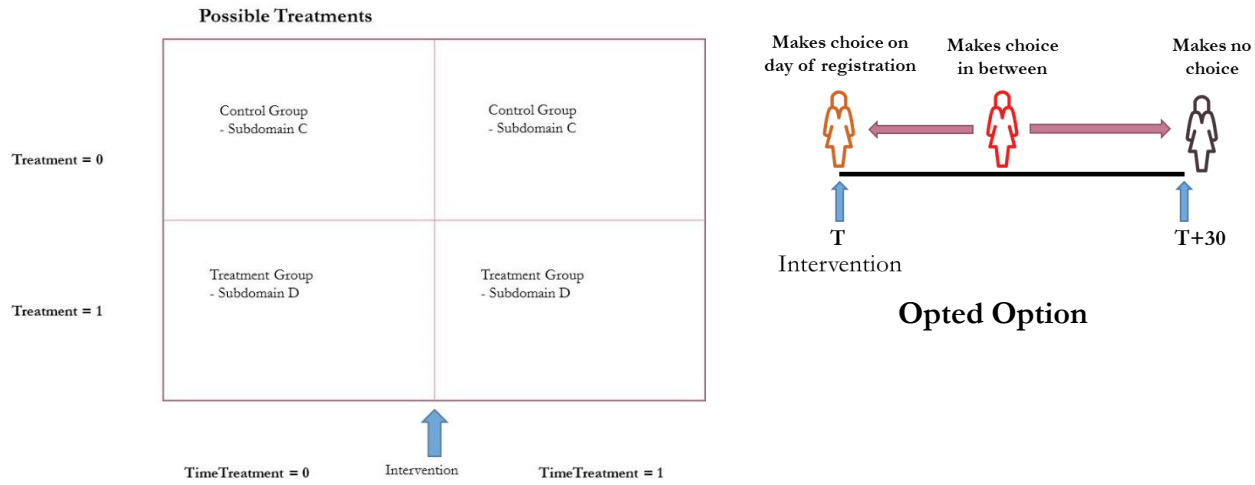 Possible Treatments
Control Group
- Subdomain C
Control Group
- Subdomain C
Treatment = 0
Treatment Group
- Subdomain D
Treatment Group
- Subdomain D
Treatment = 1
TimeTreatment = 0
Intervention
TimeTreatment = 1
Makes choice on
day of registration
Makes choice
in between
Makes no
choice
T
Intervention
T+30
Opted Option